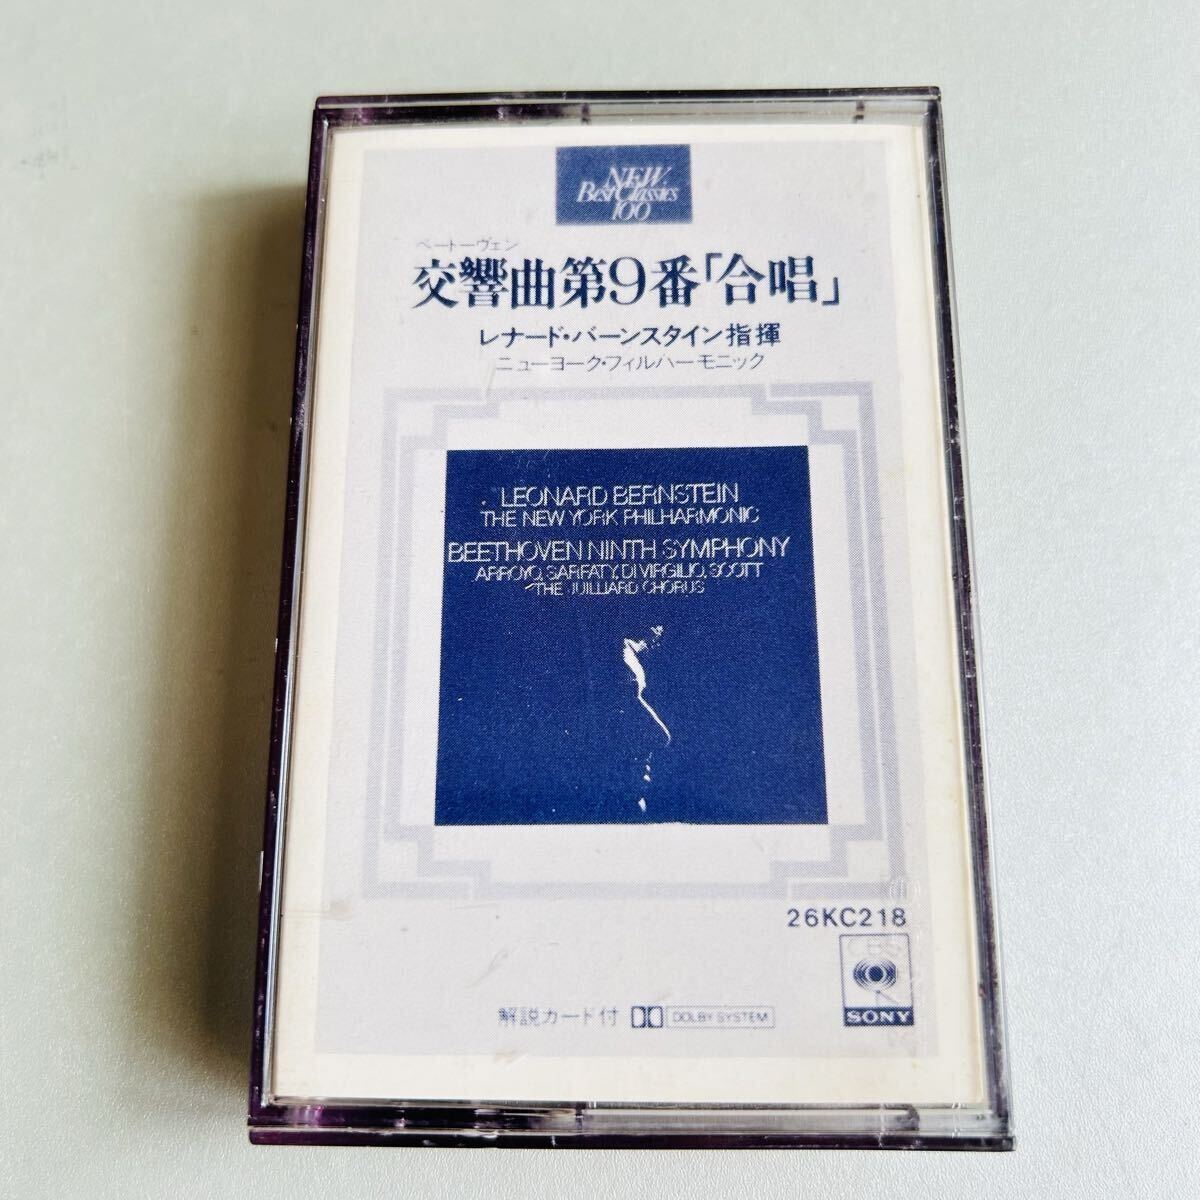 NEW
Best Classics
100
ベートーヴェン
交響曲第9番「合唱」
レナード・バーンスタイン指揮
ニューヨーク・フィルハーモニック
LEONARD BERNSTEIN
THE NEW YORK PHILHARMONIC
BEETHOVEN NINTH SYMPHONY
ARROYO, SARFATY, DI VIRGILIO, SCOTT
THE JUILLIARD CHORUS
26KC218
CBS
SONY
解説カード付 DOLBY SYSTEM